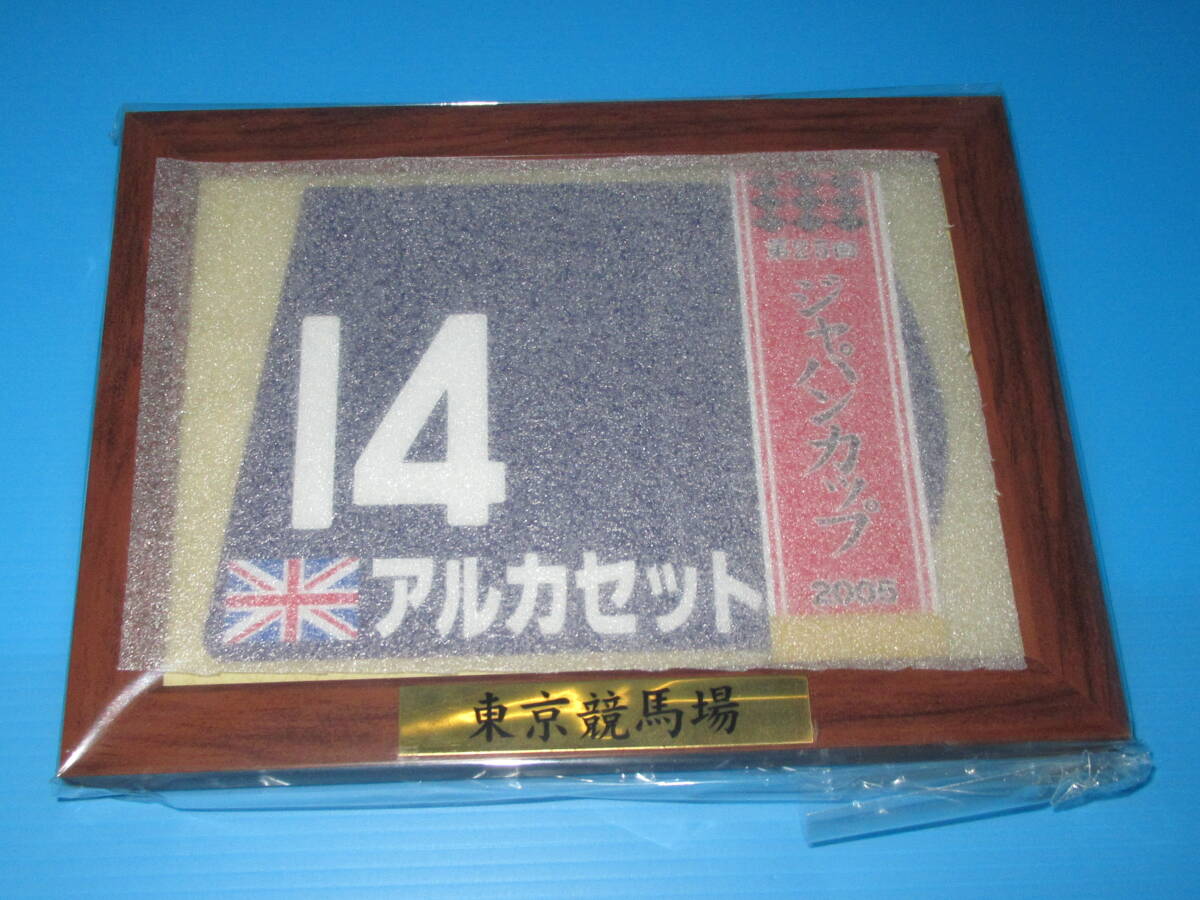 14
アルカセット
第25回
ジャパンカップ
2005
東京競馬場